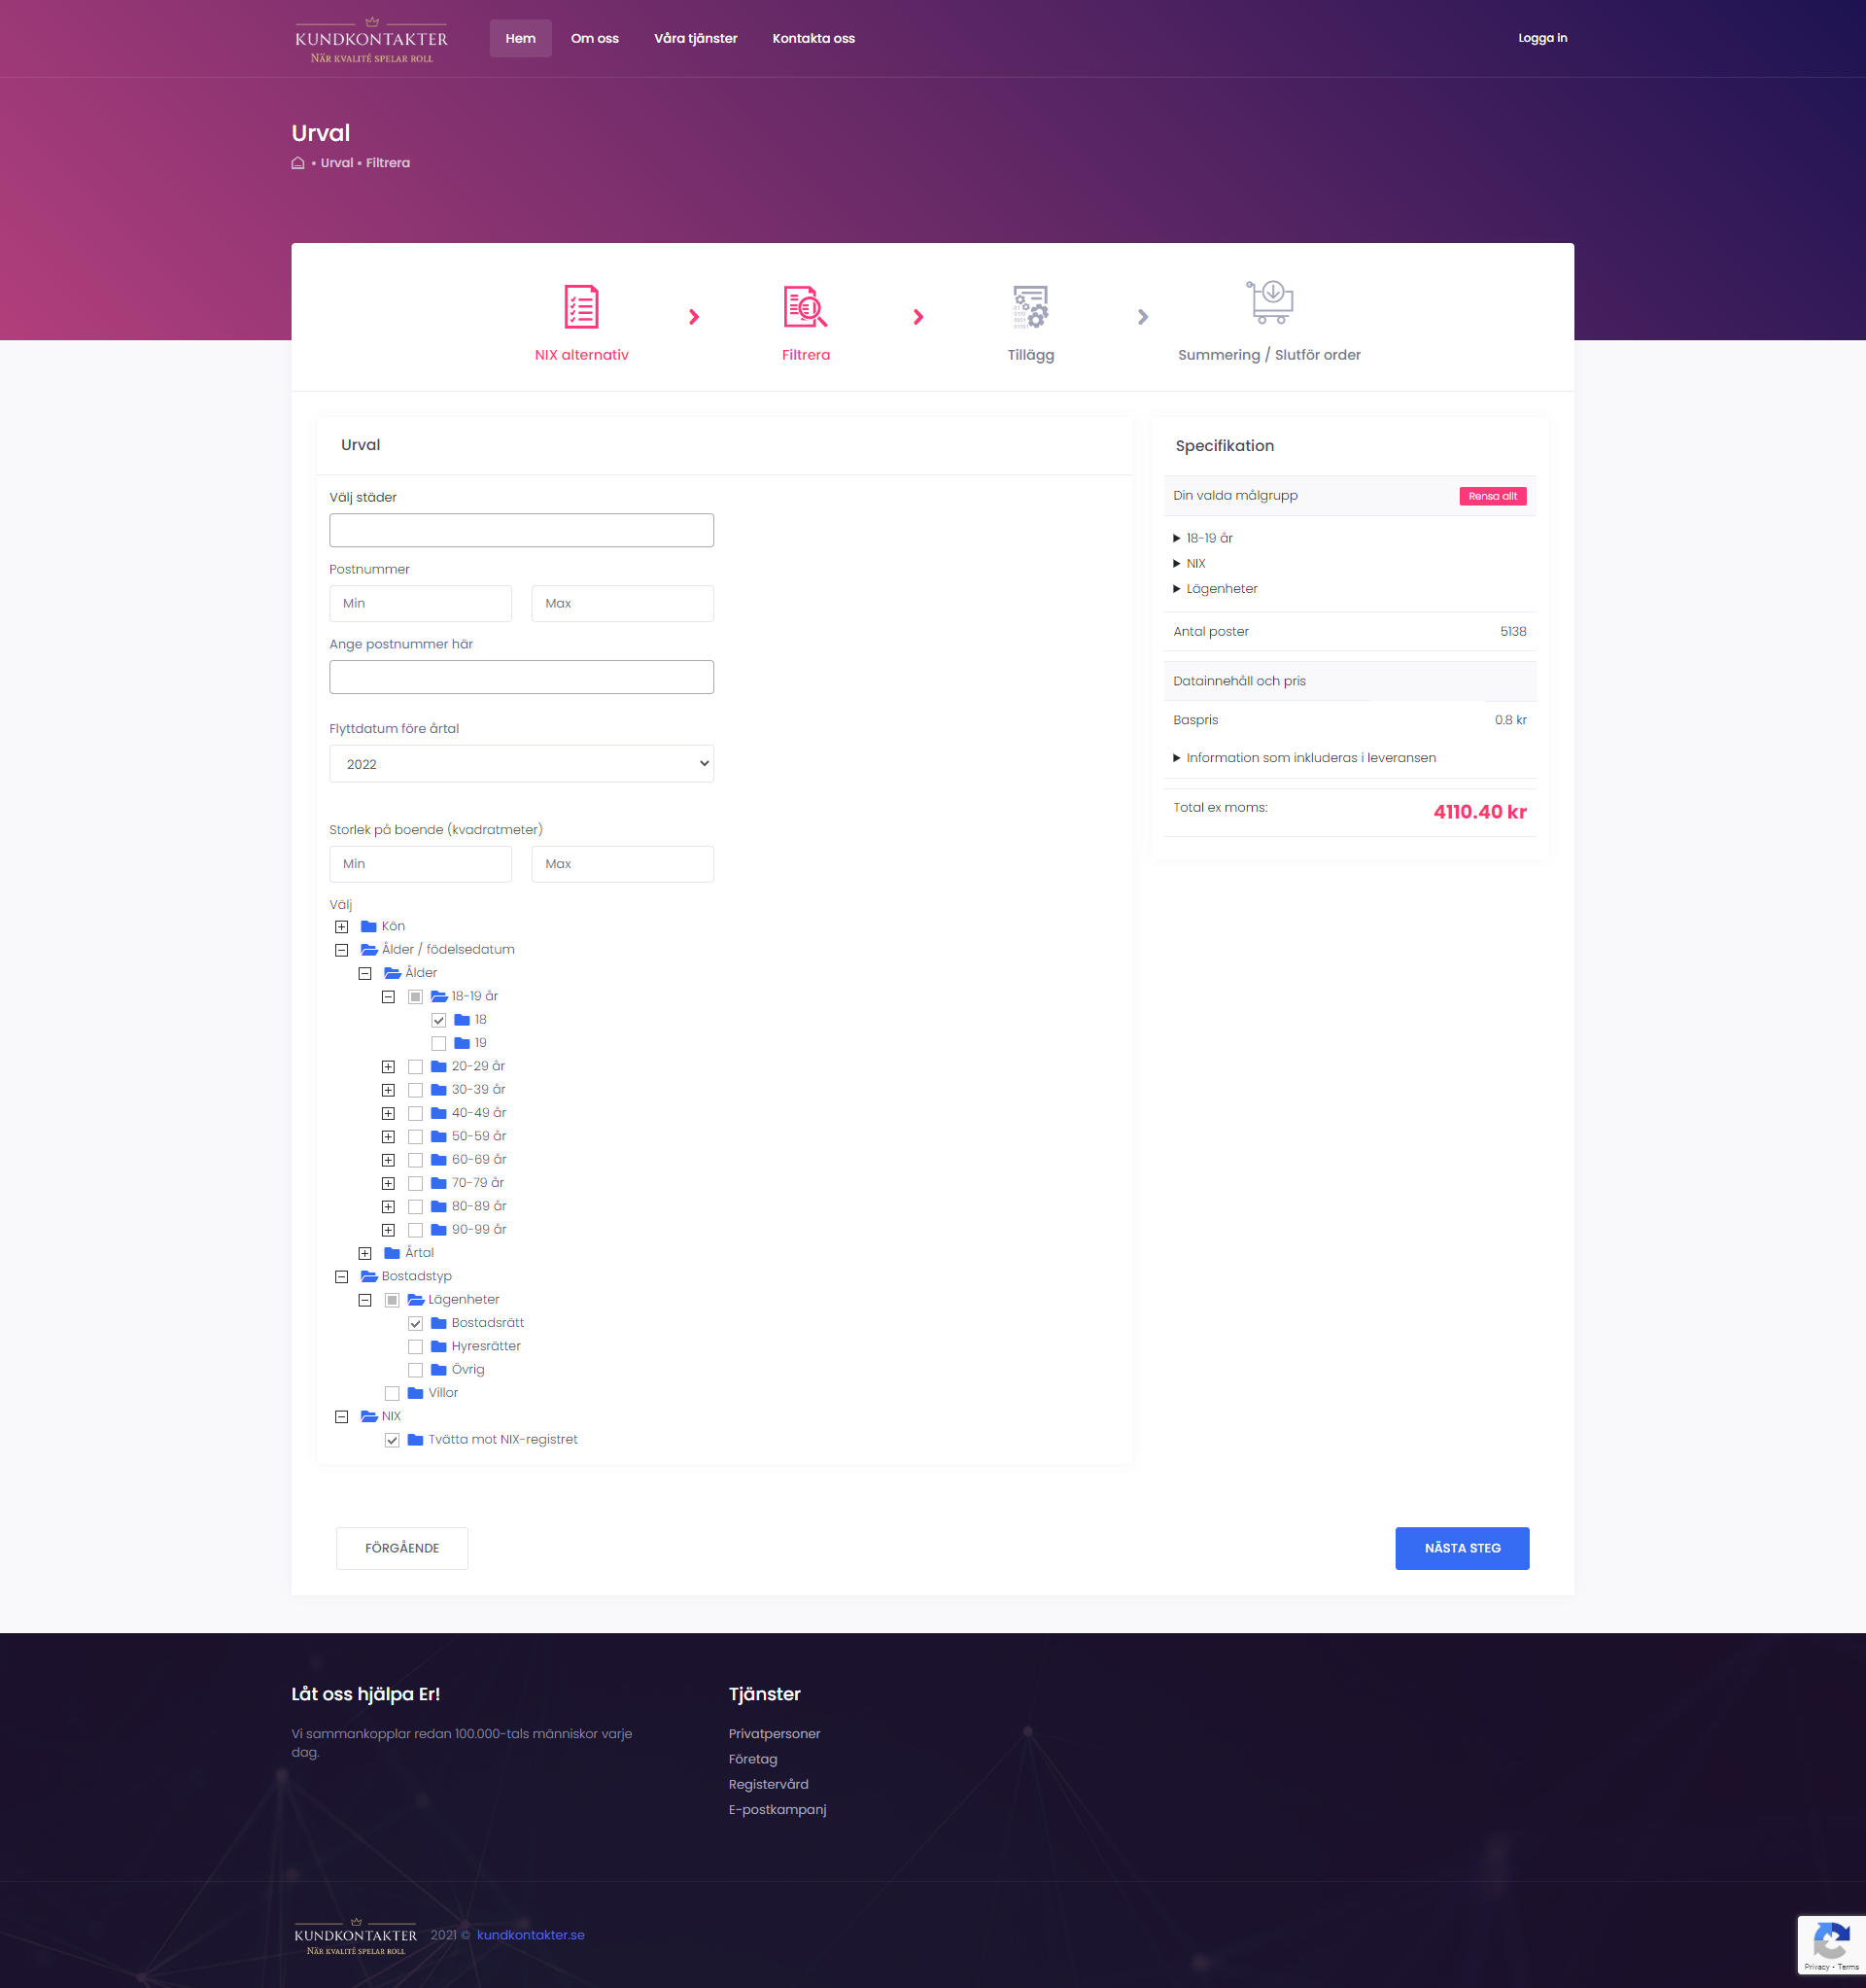 KUNDKONTAKTER
NÄR KVALITÉ SPELAR ROLL
Hem
Om oss
Våra tjänster
Kontakta oss
Logga in
Urval
• Urval • Filtrera
NIX alternativ
Filtrera
Tillägg
Summering / Slutför order
Urval
Välj städer
Postnummer
Min
Max
Ange postnummer här
Flyttdatum före årtal
2022
Storlek på boende (kvadratmeter)
Min
Max
Välj
Kön
Ålder / födelsedatum
Ålder
18-19 år
18
19
20-29 år
30-39 år
40-49 år
50-59 år
60-69 år
70-79 år
80-89 år
90-99 år
Årtal
Bostadstyp
Lägenheter
Bostadsrätt
Hyresrätter
Övrig
Villor
NIX
Tvätta mot NIX-registret
Specifikation
Din valda målgrupp
Rensa allt
18-19 år
NIX
Lägenheter
Antal poster
5138
Datainnehåll och pris
Baspris
0.8 kr
Information som inkluderas i leveransen
Total ex moms:
4110.40 kr
FÖRGÅENDE
NÄSTA STEG
Låt oss hjälpa Er!
Vi sammankopplar redan 100.000-tals människor varje
dag.
Tjänster
Privatpersoner
Företag
Registervård
E-postkampanj
KUNDKONTAKTER
NÄR KVALITÉ SPELAR ROLL
2021 © kundkontakter.se
Privacy • Terms